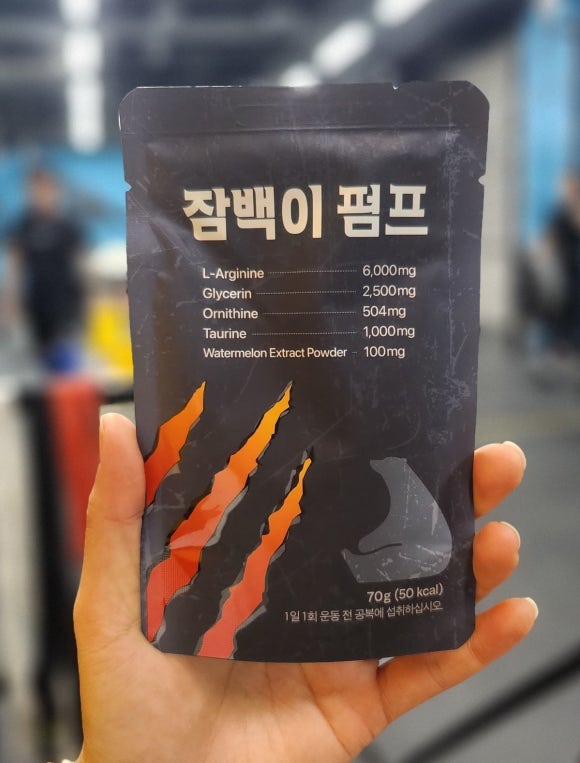 잠백이 펌프
L-Arginine 6,000mg
Glycerin 2,500mg
Ornithine 504mg
Taurine 1,000mg
Watermelon Extract Powder 100mg
70g (50 kcal)
1일 1회 운동 전 공복에 섭취하십시오